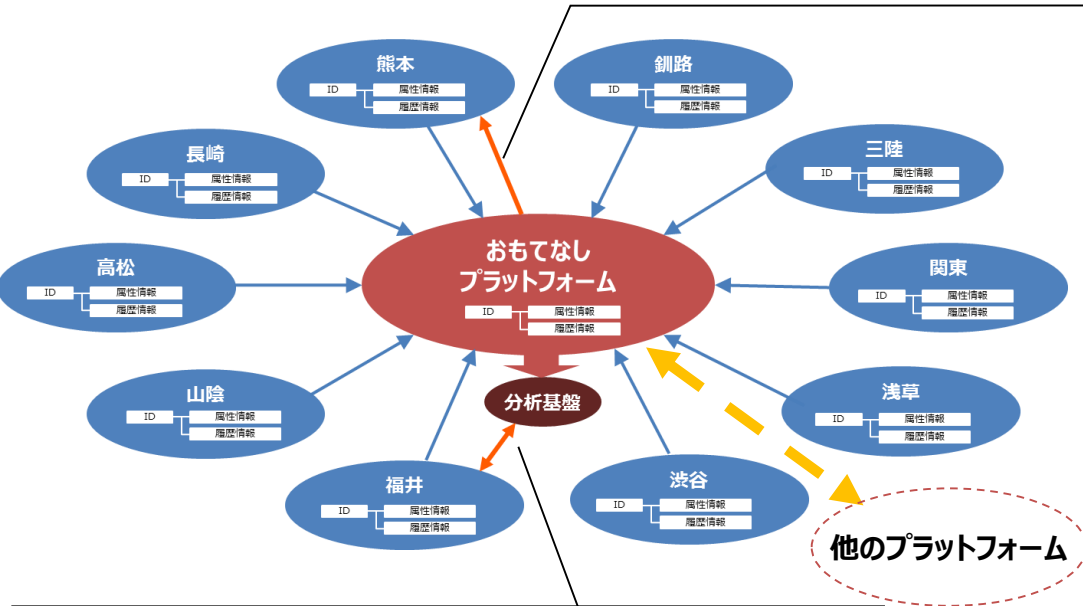 熊本
ID
属性情報
履歴情報
釧路
ID
属性情報
履歴情報
長崎
ID
属性情報
履歴情報
三陸
ID
属性情報
履歴情報
おもてなし
プラットフォーム
ID
属性情報
履歴情報
高松
ID
属性情報
履歴情報
関東
ID
属性情報
履歴情報
山陰
ID
属性情報
履歴情報
分析基盤
浅草
ID
属性情報
履歴情報
福井
ID
属性情報
履歴情報
渋谷
ID
属性情報
履歴情報
他のプラットフォーム